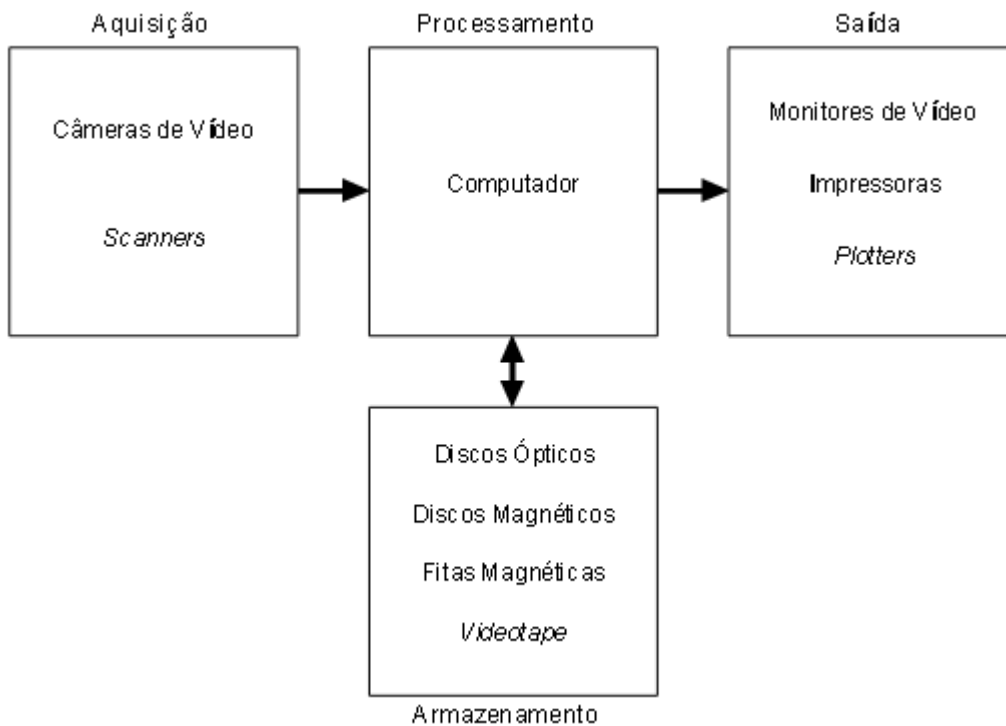 Aquisição
Câmeras de Vídeo
Scanners
Processamento
Computador
Saída
Monitores de Vídeo
Impressoras
Plotters
Discos Ópticos
Discos Magnéticos
Fitas Magnéticas
Videotape
Armazenamento